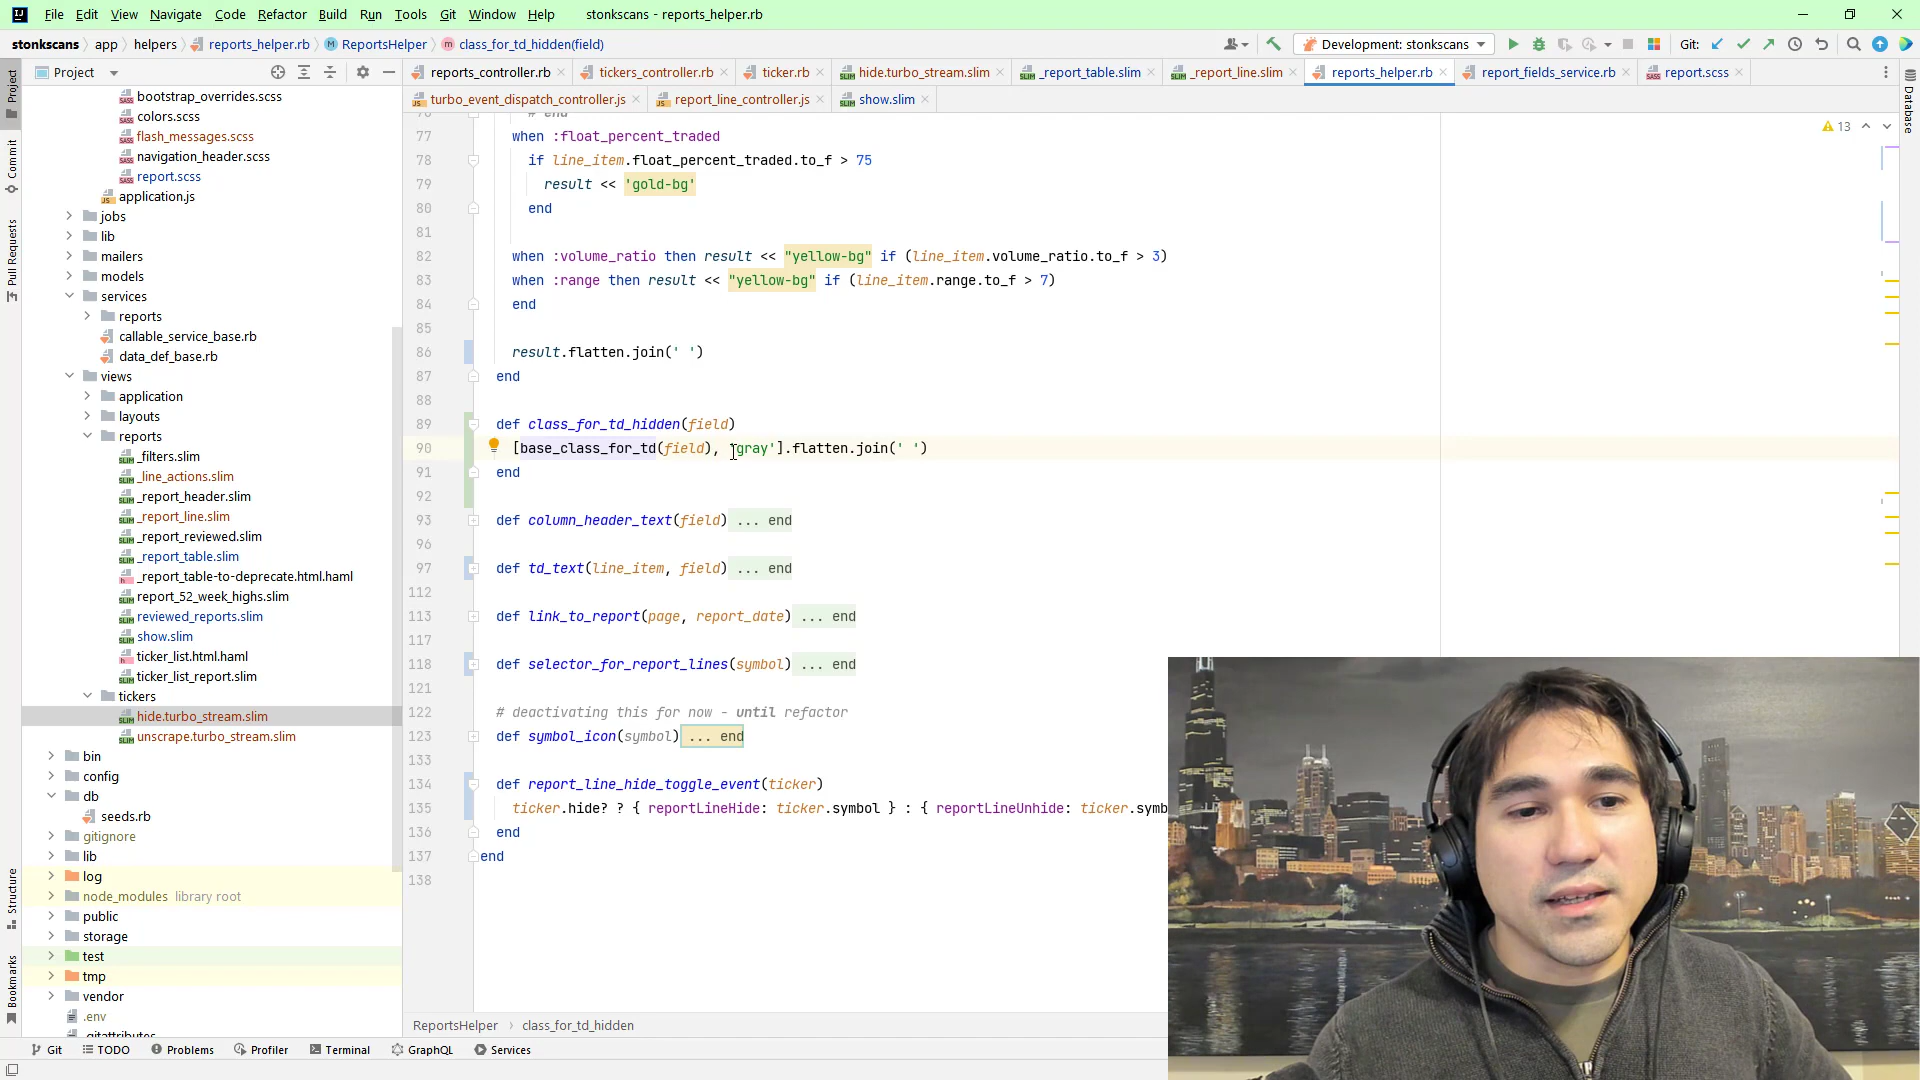 File Edit View Navigate Code Refactor Build Run Tools Git Window Help stonkscans - reports_helper.rb
stonkscans app helpers reports_helper.rb ReportsHelper class_for_td_hidden(field) Development: stonkscans Git:
Project
reports_controller.rb tickers_controller.rb ticker.rb hide.turbo_stream.slim _report_table.slim _report_line.slim reports_helper.rb report_fields_service.rb report.scss
turbo_event_dispatch_controller.js report_line_controller.js show.slim
Project
Commit
Pull Requests
Structure
Bookmarks
Database
bootstrap_overrides.scss
colors.scss
flash_messages.scss
navigation_header.scss
report.scss
application.js
jobs
lib
mailers
models
services
reports
callable_service_base.rb
data_def_base.rb
views
application
layouts
reports
_filters.slim
_line_actions.slim
_report_header.slim
_report_line.slim
_report_reviewed.slim
_report_table.slim
_report_table-to-deprecate.html.haml
report_52_week_highs.slim
reviewed_reports.slim
show.slim
ticker_list.html.haml
ticker_list_report.slim
tickers
hide.turbo_stream.slim
unscrape.turbo_stream.slim
bin
config
db
seeds.rb
gitignore
lib
log
node_modules library root
public
storage
test
tmp
vendor
.env
.gitattributes
13
76 # end
77 when :float_percent_traded
78 if line_item.float_percent_traded.to_f > 75
79 result << 'gold-bg'
80 end
81
82 when :volume_ratio then result << "yellow-bg" if (line_item.volume_ratio.to_f > 3)
83 when :range then result << "yellow-bg" if (line_item.range.to_f > 7)
84 end
85
86 result.flatten.join(' ')
87 end
88
89 def class_for_td_hidden(field)
90 [base_class_for_td(field), 'gray'].flatten.join(' ')
91 end
92
93 def column_header_text(field) ... end
96
97 def td_text(line_item, field) ... end
112
113 def link_to_report(page, report_date) ... end
117
118 def selector_for_report_lines(symbol) ... end
121
122 # deactivating this for now - until refactor
123 def symbol_icon(symbol) ... end
133
134 def report_line_hide_toggle_event(ticker)
135 ticker.hide? ? { reportLineHide: ticker.symbol } : { reportLineUnhide: ticker.symb
136 end
137 end
138
ReportsHelper class_for_td_hidden
Git TODO Problems Profiler Terminal GraphQL Services